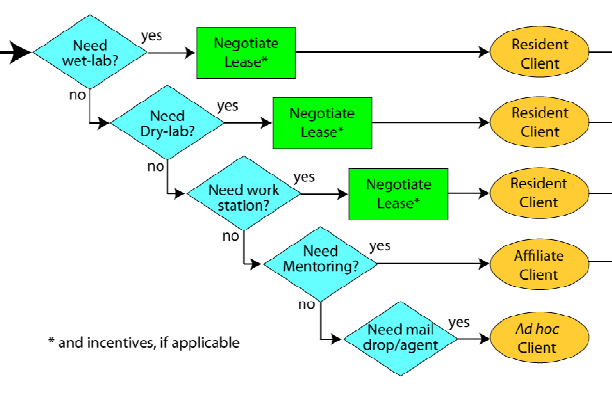 Need
wet-lab?
yes
Negotiate
Lease*
Resident
Client
no
Need
Dry-lab?
yes
Negotiate
Lease*
Resident
Client
no
Need work
station?
yes
Negotiate
Lease*
Resident
Client
no
Need
Mentoring?
yes
Affiliate
Client
no
Need mail
drop/agent
yes
Ad hoc
Client
* and incentives, if applicable